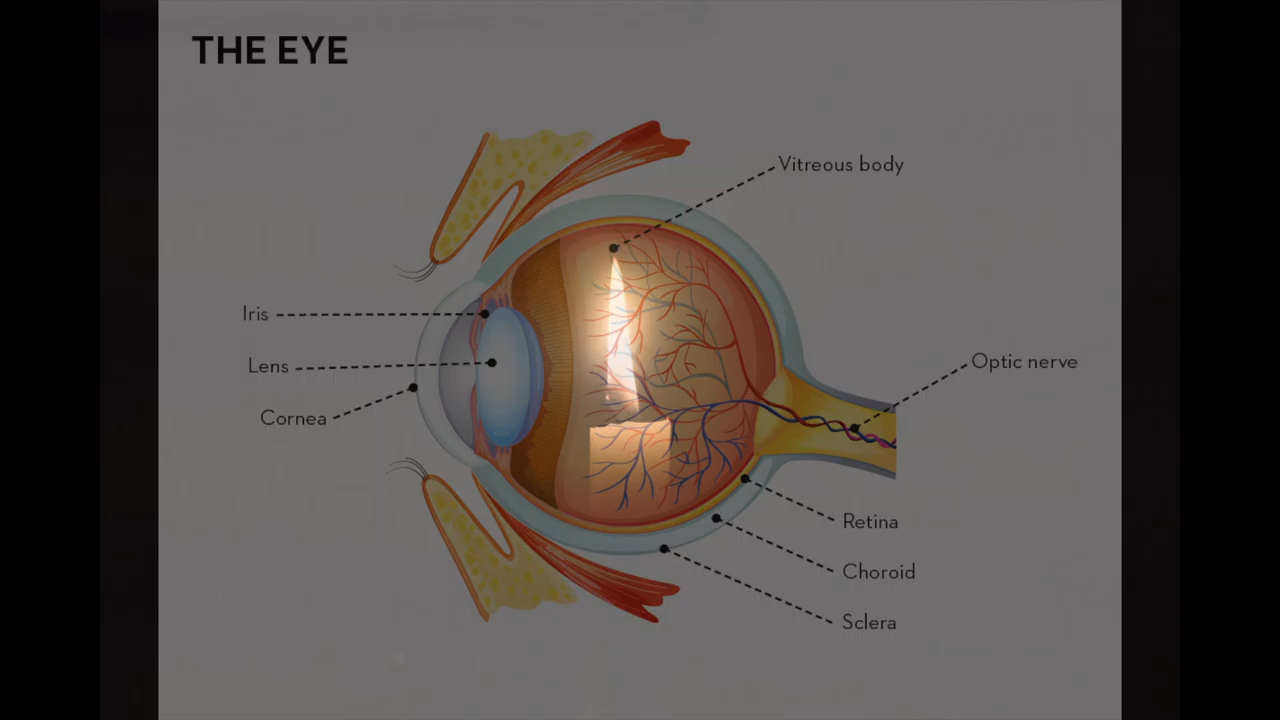 THE EYE
Vitreous body
Iris
Lens
Cornea
Optic nerve
Retina
Choroid
Sclera